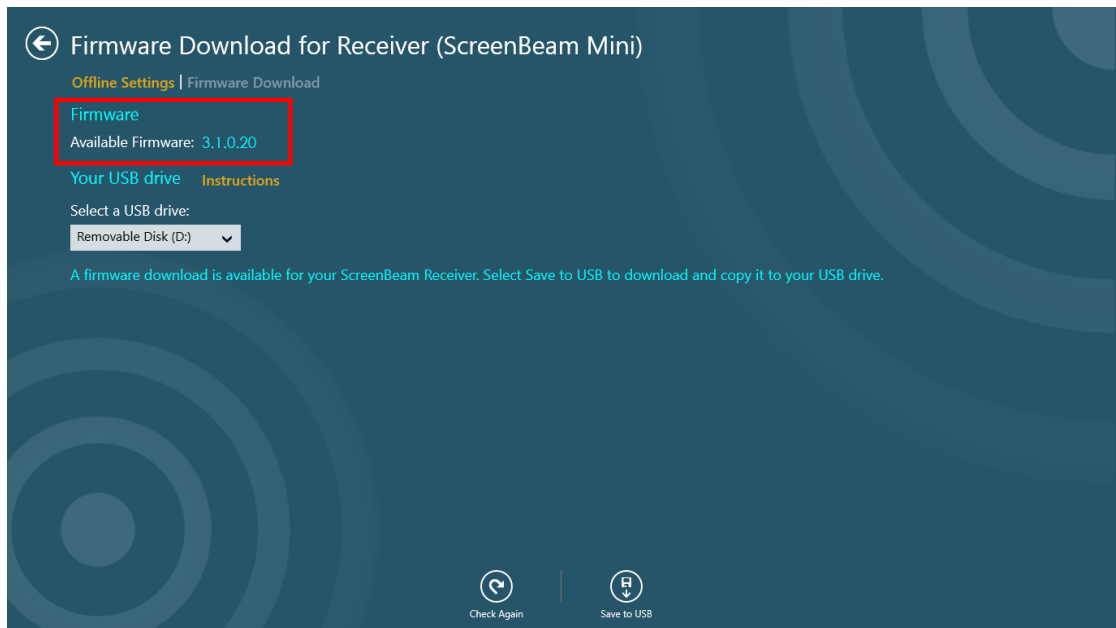 Firmware Download for Receiver (ScreenBeam Mini)
Offline Settings | Firmware Download
Firmware
Available Firmware: 3.1.0.20
Your USB drive Instructions
Select a USB drive:
Removable Disk (D:)
A firmware download is available for your ScreenBeam Receiver. Select Save to USB to download and copy it to your USB drive.
Check Again Save to USB